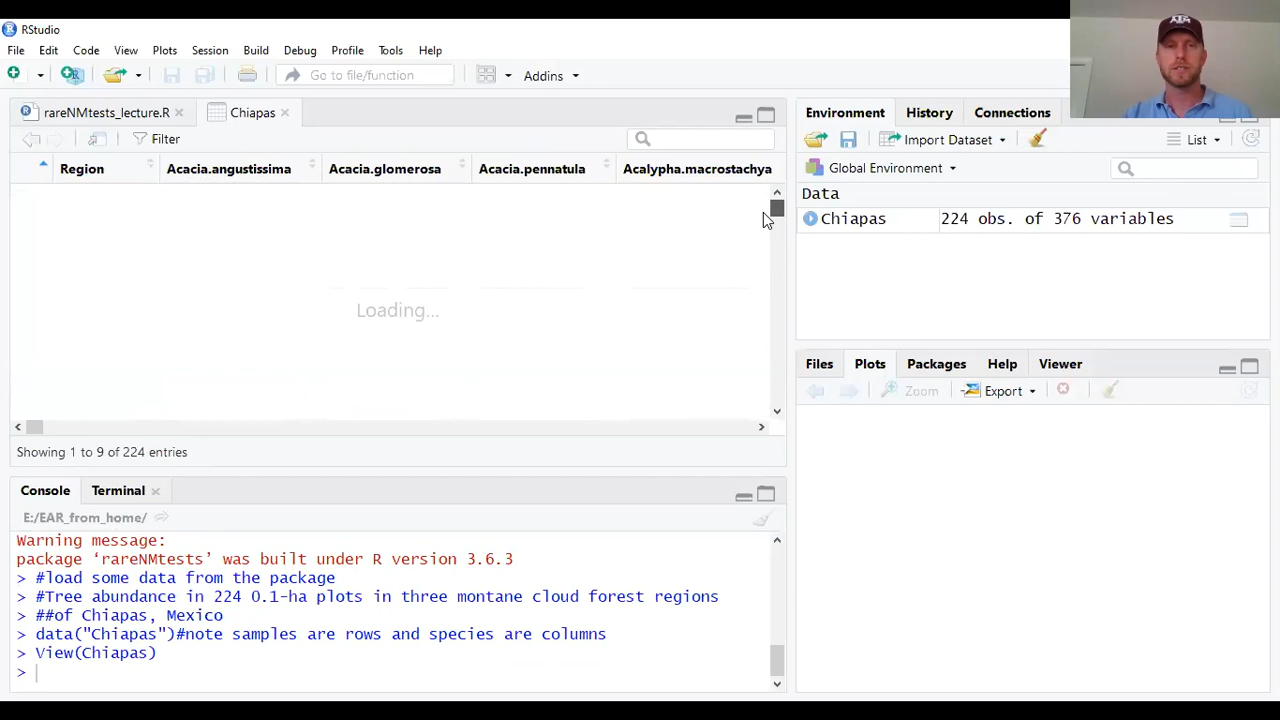 RStudio
File Edit Code View Plots Session Build Debug Profile Tools Help
Go to file/function Addins
rareNMtests_lecture.R Chiapas
Filter
Region Acacia.angustissima Acacia.glomerosa Acacia.pennatula Acalypha.macrostachya
Loading...
Showing 1 to 9 of 224 entries
Console Terminal
E:/EAR_from_home/
Warning message:
package ‘rareNMtests’ was built under R version 3.6.3
> #load some data from the package
> #Tree abundance in 224 0.1-ha plots in three montane cloud forest regions
> ##of Chiapas, Mexico
> data("Chiapas")#note samples are rows and species are columns
> View(Chiapas)
>
Environment History Connections
Import Dataset List
Global Environment
Data
Chiapas 224 obs. of 376 variables
Files Plots Packages Help Viewer
Zoom Export
ATM